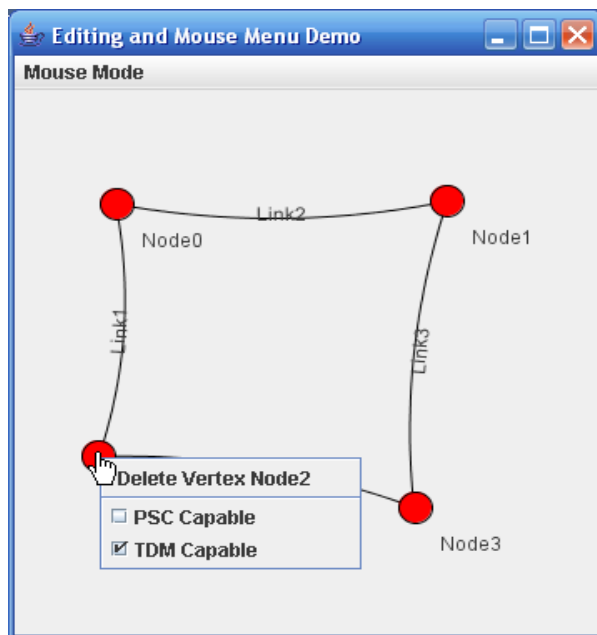 Editing and Mouse Menu Demo
Mouse Mode
Link2
Node0
Node1
Link1
Link3
Delete Vertex Node2
PSC Capable
TDM Capable
Node3